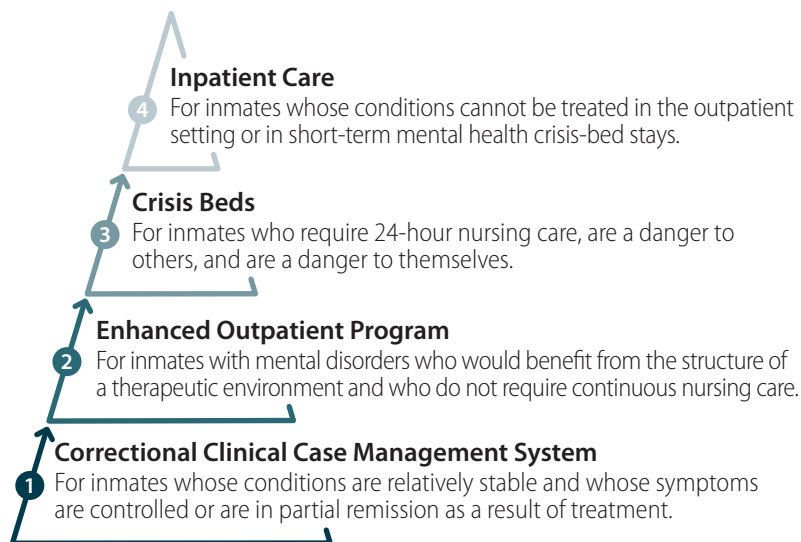 4
Inpatient Care
For inmates whose conditions cannot be treated in the outpatient
setting or in short-term mental health crisis-bed stays.
3
Crisis Beds
For inmates who require 24-hour nursing care, are a danger to
others, and are a danger to themselves.
2
Enhanced Outpatient Program
For inmates with mental disorders who would benefit from the structure of
a therapeutic environment and who do not require continuous nursing care.
1
Correctional Clinical Case Management System
For inmates whose conditions are relatively stable and whose symptoms
are controlled or are in partial remission as a result of treatment.